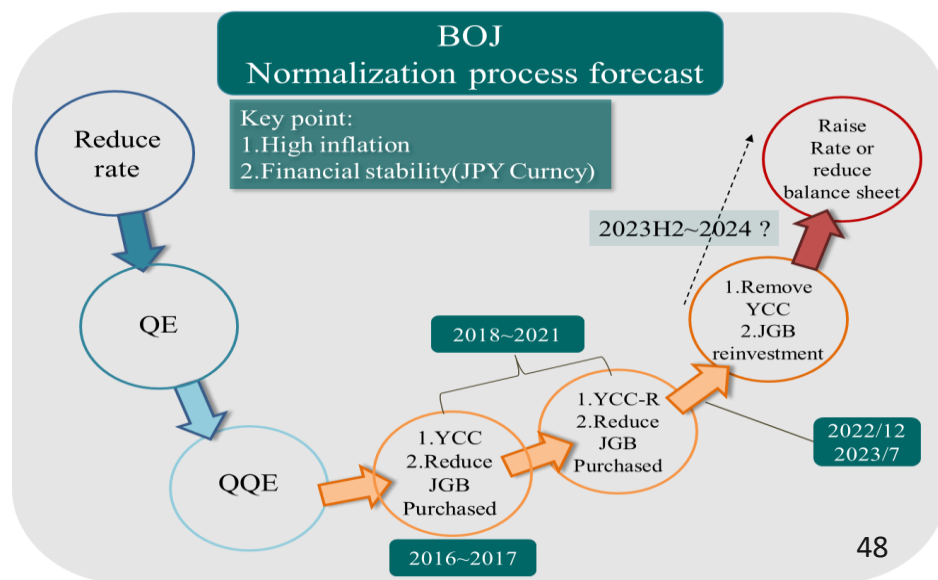 BOJ
Normalization process forecast
Key point:
1.High inflation
2.Financial stability(JPY Curncy)
Reduce
rate
QE
QQE
1.YCC
2.Reduce
JGB
Purchased
2016~2017
2018~2021
1.YCC-R
2.Reduce
JGB
Purchased
2022/12
2023/7
1.Remove
YCC
2.JGB
reinvestment
2023H2~2024 ?
Raise
Rate or
reduce
balance sheet
48